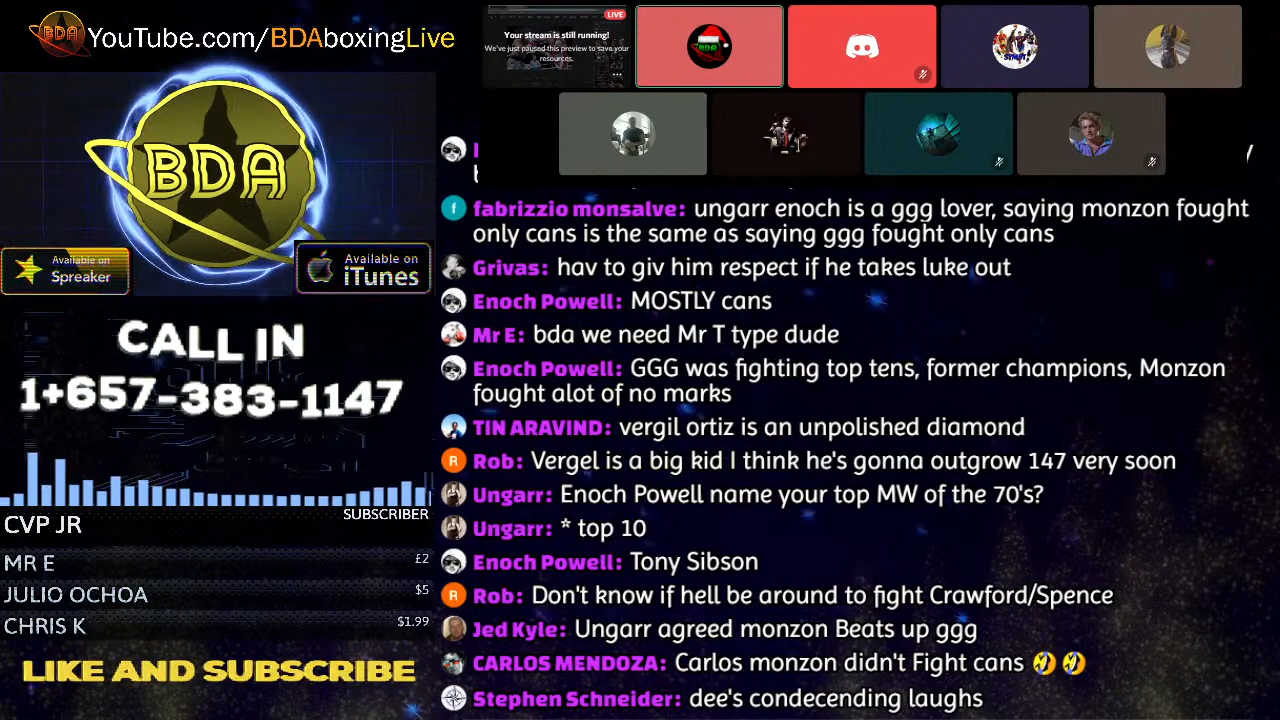 BDA YouTube.com/BDAboxingLive
LIVE
Your stream is still running!
We've just paused this preview to save your
resources.
BDA
BDA
Available on
Spreaker
Available on
iTunes
CALL IN
1+657-383-1147
SUBSCRIBER
CVP JR
MR E £2
JULIO OCHOA $5
CHRIS K $1.99
LIKE AND SUBSCRIBE
fabrizzio monsalve: ungarr enoch is a ggg lover, saying monzon fought
only cans is the same as saying ggg fought only cans
Grivas: hav to giv him respect if he takes luke out
Enoch Powell: MOSTLY cans
Mr E: bda we need Mr T type dude
Enoch Powell: GGG was fighting top tens, former champions, Monzon
fought alot of no marks
TIN ARAVIND: vergil ortiz is an unpolished diamond
Rob: Vergel is a big kid I think he's gonna outgrow 147 very soon
Ungarr: Enoch Powell name your top MW of the 70's?
Ungarr: * top 10
Enoch Powell: Tony Sibson
Rob: Don't know if hell be around to fight Crawford/Spence
Jed Kyle: Ungarr agreed monzon Beats up ggg
CARLOS MENDOZA: Carlos monzon didn't Fight cans 🤣🤣
Stephen Schneider: dee's condecending laughs